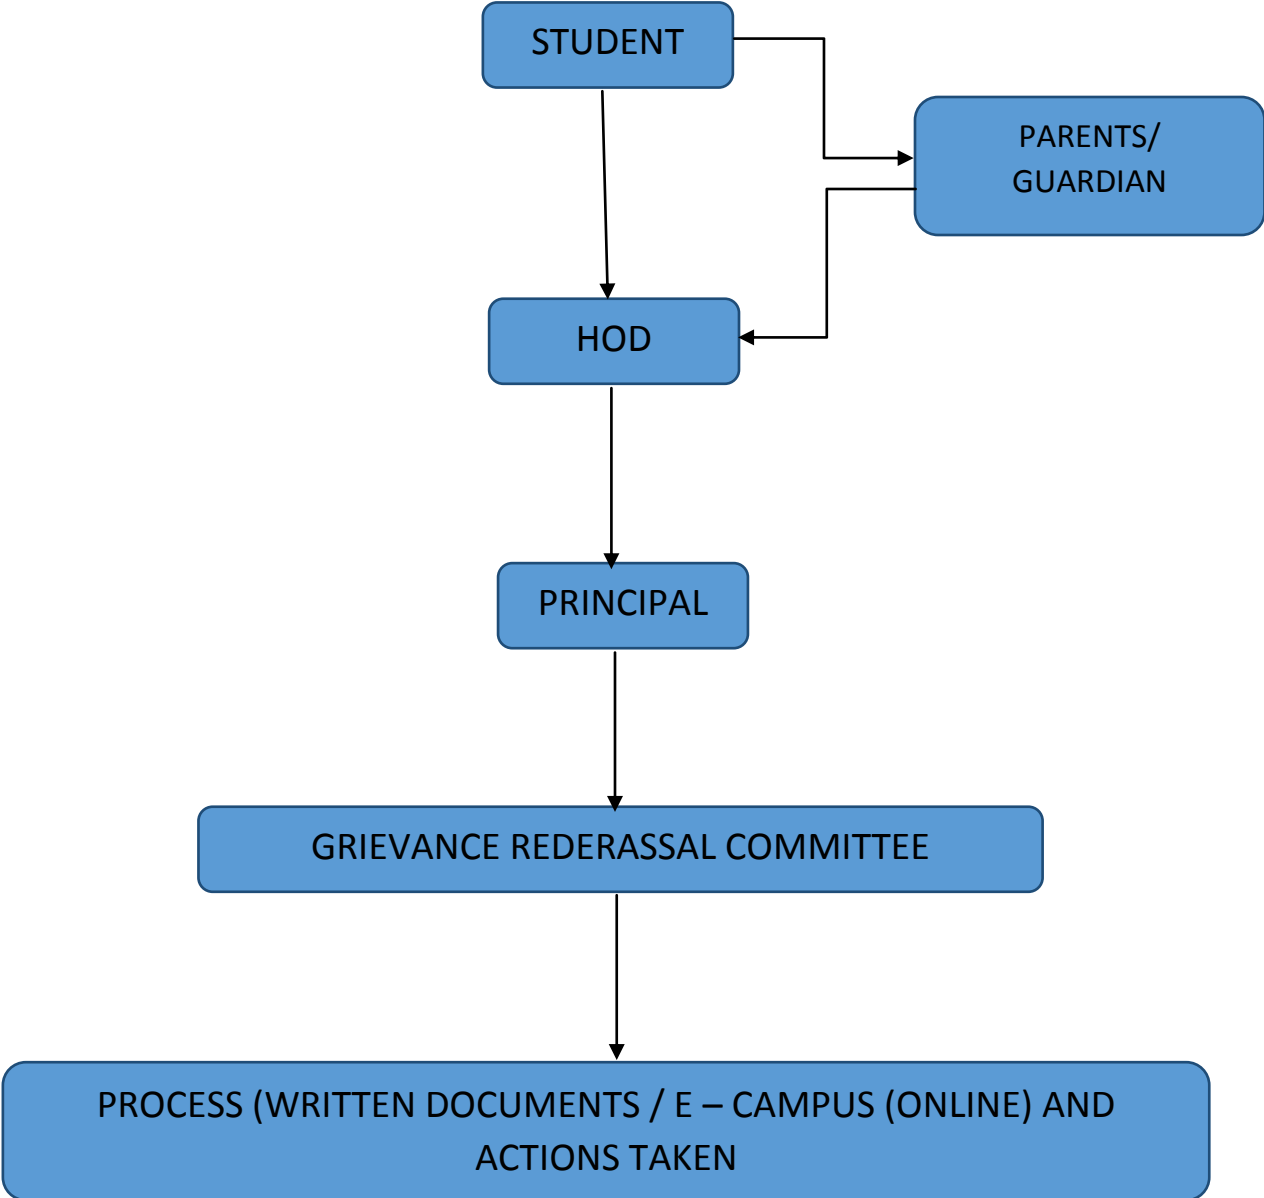 STUDENT
PARENTS/
GUARDIAN
HOD
PRINCIPAL
GRIEVANCE REDERASSAL COMMITTEE
PROCESS (WRITTEN DOCUMENTS / E – CAMPUS (ONLINE) AND
ACTIONS TAKEN